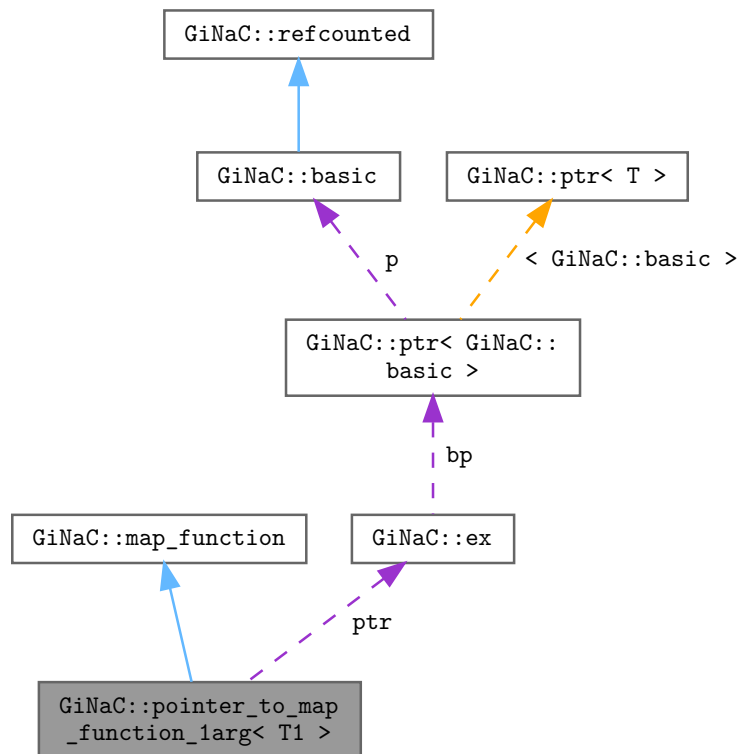 GiNaC::refcounted
GiNaC::basic
GiNaC::ptr< T >
p
< GiNaC::basic >
GiNaC::ptr< GiNaC::
basic >
bp
GiNaC::map_function
GiNaC::ex
ptr
GiNaC::pointer_to_map
_function_1arg< T1 >